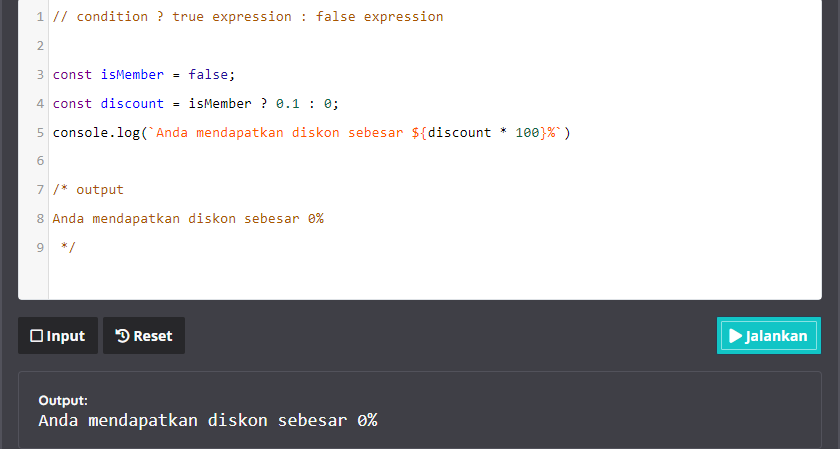 1 // condition ? true expression : false expression
2
3 const isMember = false;
4 const discount = isMember ? 0.1 : 0;
5 console.log(`Anda mendapatkan diskon sebesar ${discount * 100}%`)
6
7 /* output
8 Anda mendapatkan diskon sebesar 0%
9 */
Input Reset Jalankan
Output:
Anda mendapatkan diskon sebesar 0%